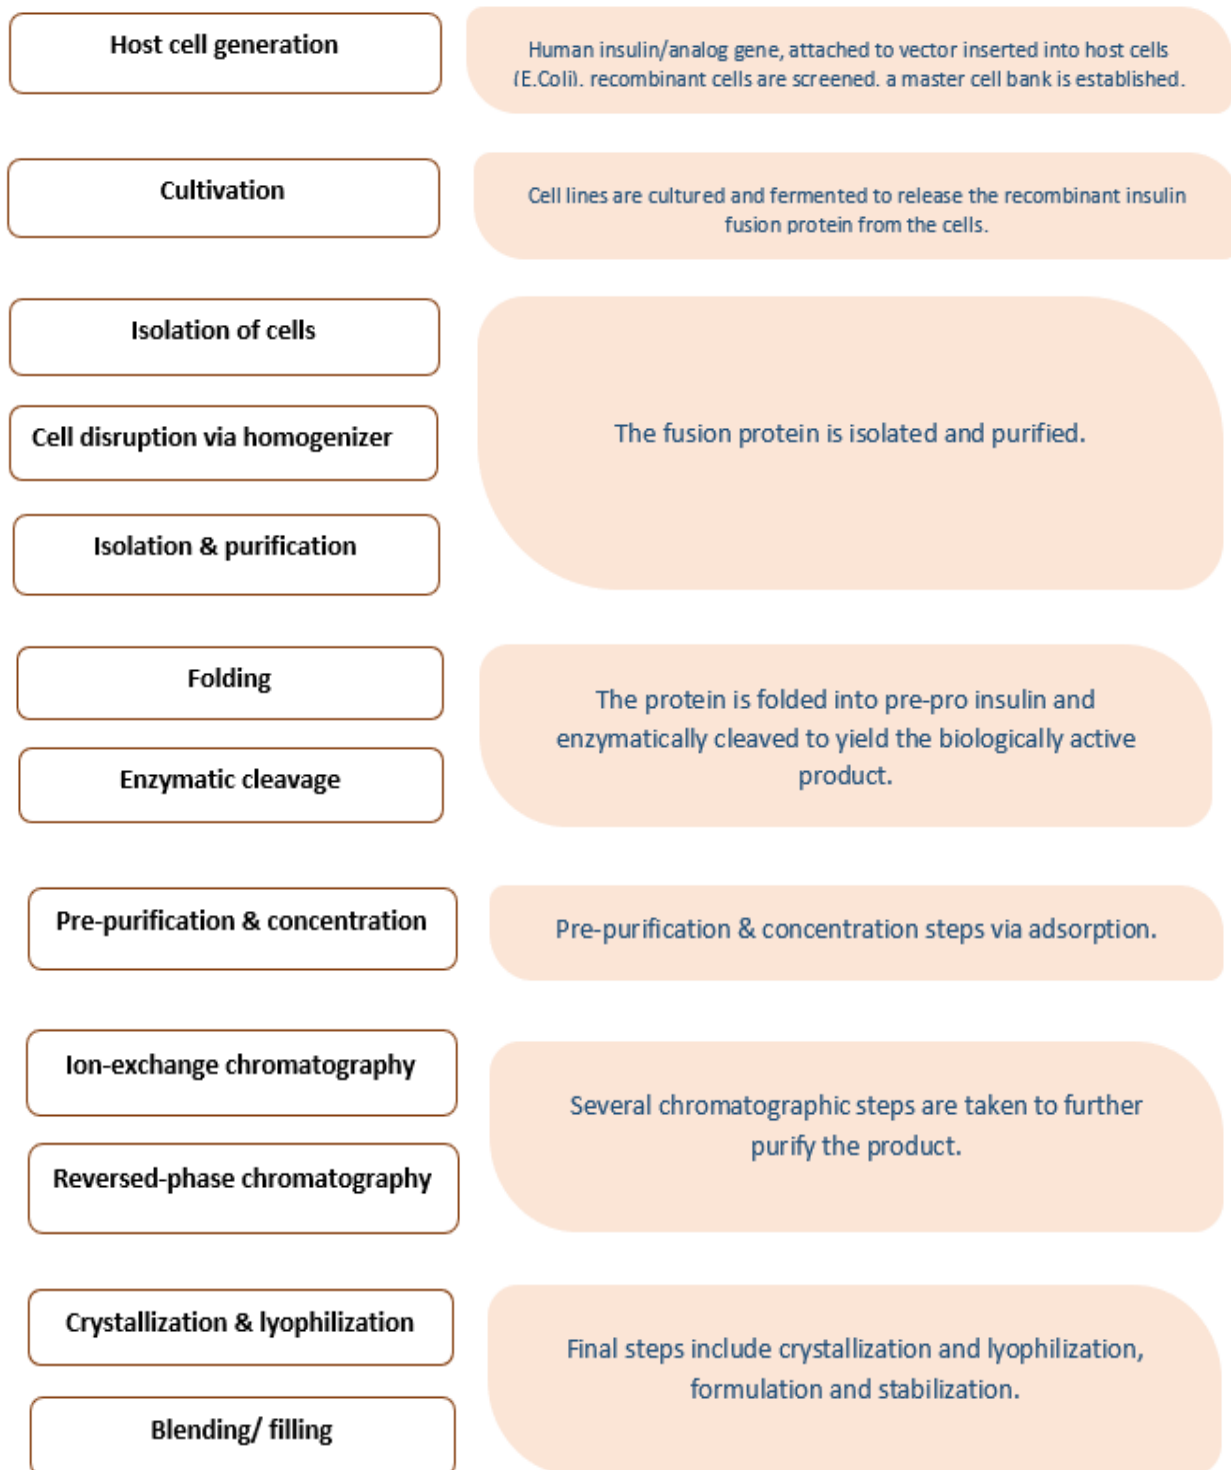 Host cell generation
Human insulin/analog gene, attached to vector inserted into host cells
(E.Coli). recombinant cells are screened. a master cell bank is established.
Cultivation
Cell lines are cultured and fermented to release the recombinant insulin
fusion protein from the cells.
Isolation of cells
Cell disruption via homogenizer
The fusion protein is isolated and purified.
Isolation & purification
Folding
The protein is folded into pre-pro insulin and
enzymatically cleaved to yield the biologically active
product.
Enzymatic cleavage
Pre-purification & concentration
Pre-purification & concentration steps via adsorption.
Ion-exchange chromatography
Several chromatographic steps are taken to further
purify the product.
Reversed-phase chromatography
Crystallization & lyophilization
Final steps include crystallization and lyophilization,
formulation and stabilization.
Blending/ filling